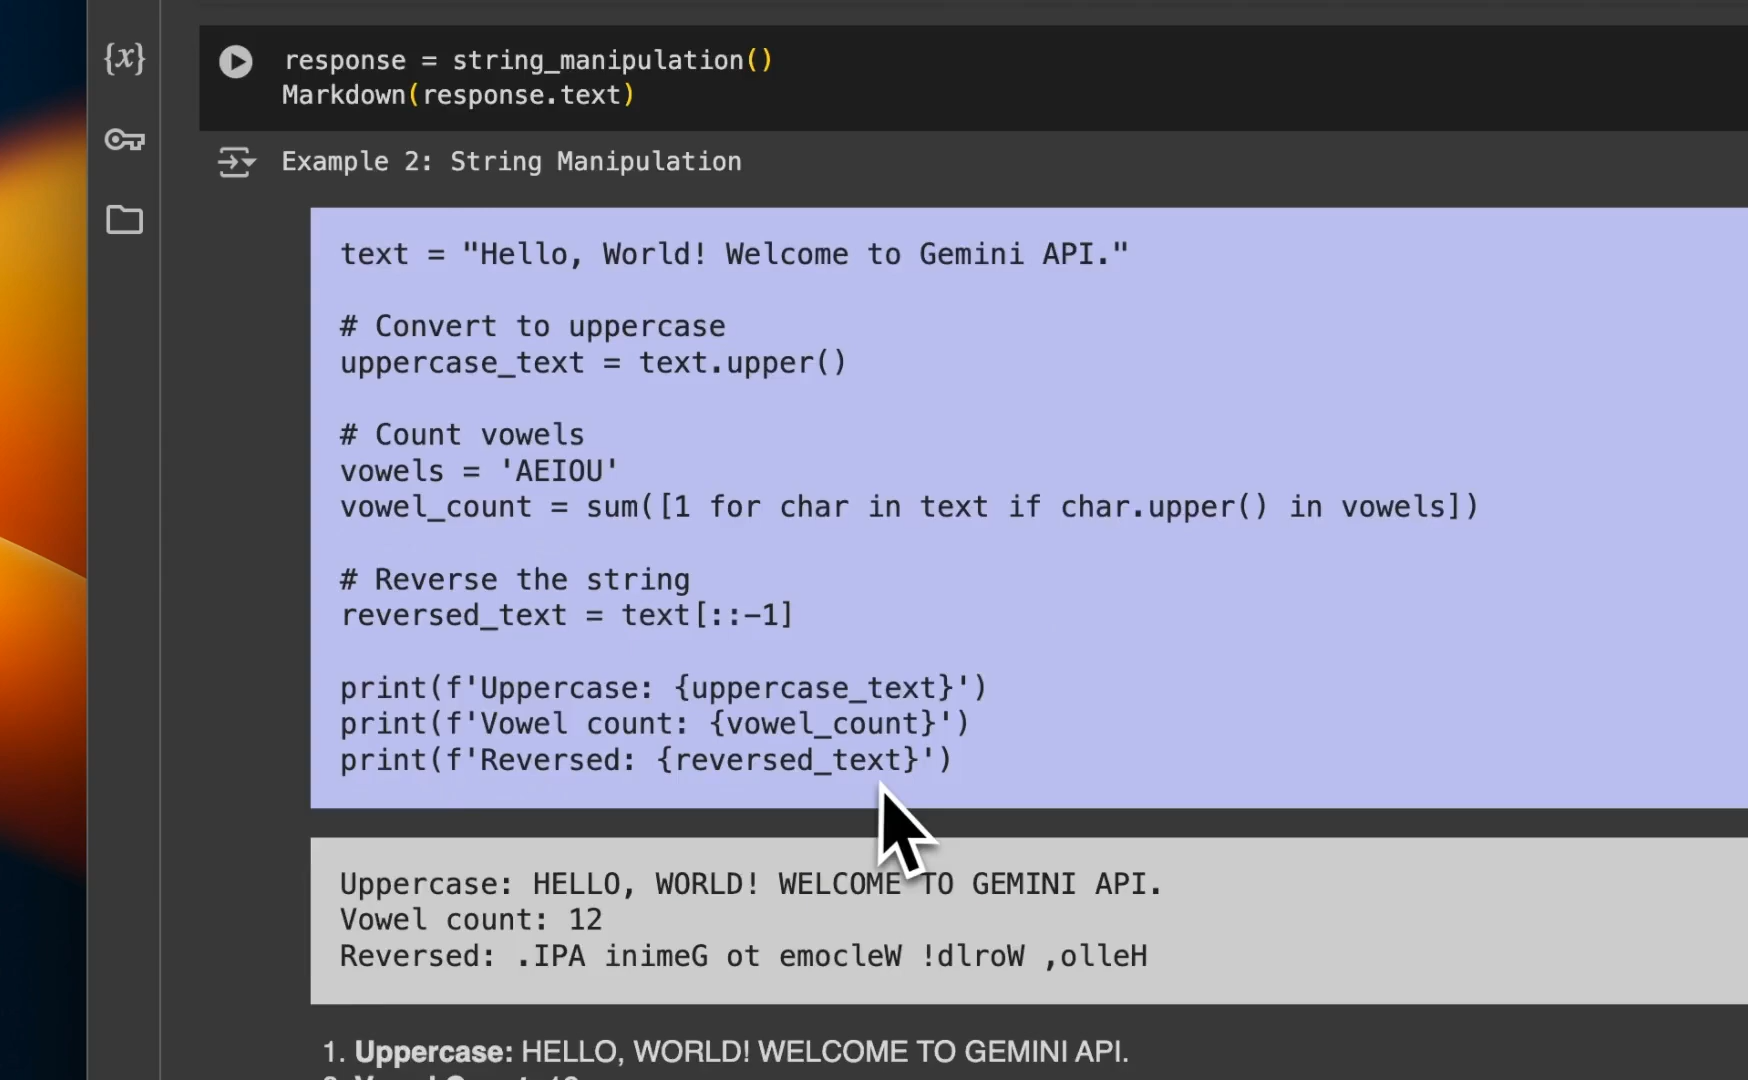 {x}
response = string_manipulation()
Markdown(response.text)
Example 2: String Manipulation
text = "Hello, World! Welcome to Gemini API."
# Convert to uppercase
uppercase_text = text.upper()
# Count vowels
vowels = 'AEIOU'
vowel_count = sum([1 for char in text if char.upper() in vowels])
# Reverse the string
reversed_text = text[::-1]
print(f'Uppercase: {uppercase_text}')
print(f'Vowel count: {vowel_count}')
print(f'Reversed: {reversed_text}')
Uppercase: HELLO, WORLD! WELCOME TO GEMINI API.
Vowel count: 12
Reversed: .IPA inimeG ot emocleW !dlroW ,olleH
1. Uppercase: HELLO, WORLD! WELCOME TO GEMINI API.